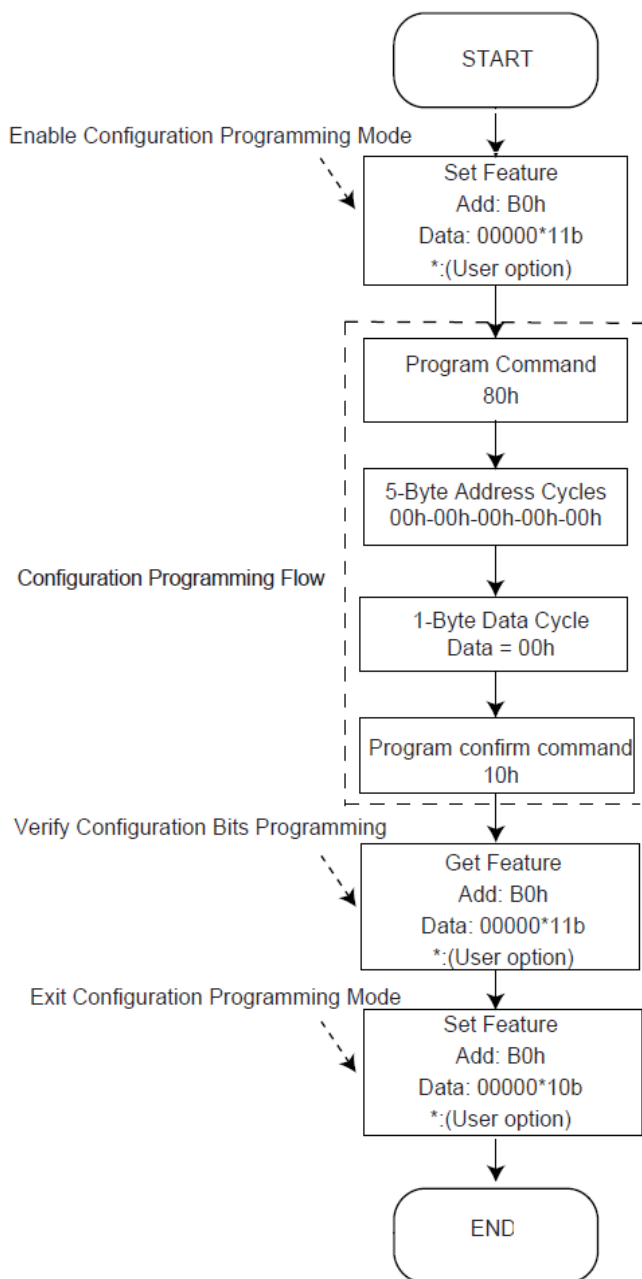 START
Enable Configuration Programming Mode
Set Feature
Add: B0h
Data: 00000*11b
*:(User option)
Program Command
80h
5-Byte Address Cycles
00h-00h-00h-00h-00h
Configuration Programming Flow
1-Byte Data Cycle
Data = 00h
Program confirm command
10h
Verify Configuration Bits Programming
Get Feature
Add: B0h
Data: 00000*11b
*:(User option)
Exit Configuration Programming Mode
Set Feature
Add: B0h
Data: 00000*10b
*:(User option)
END